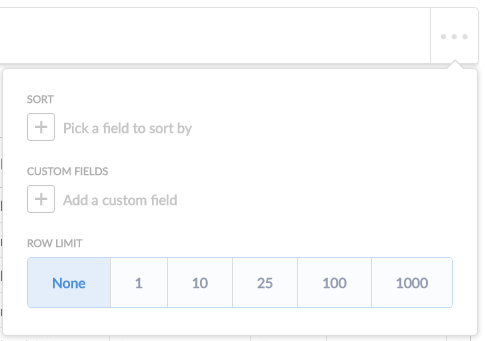 SORT
Pick a field to sort by
CUSTOM FIELDS
Add a custom field
ROW LIMIT
None 1 10 25 100 1000